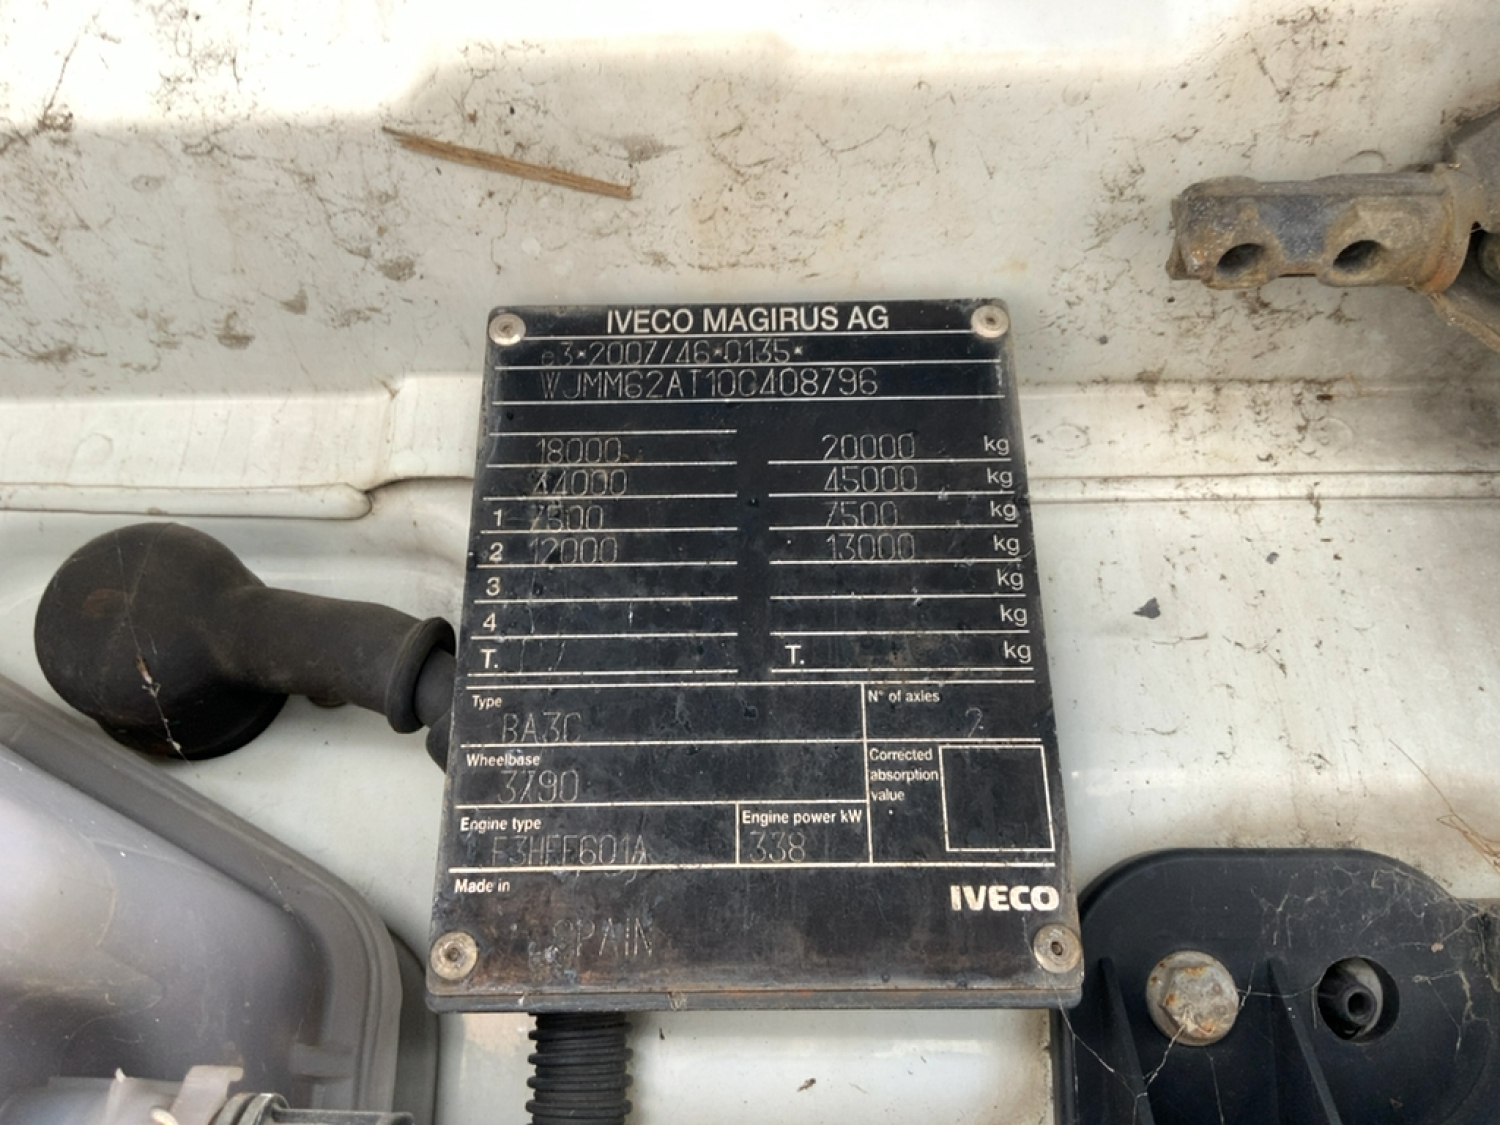 IVECO MAGIRUS AG
e3*2007/46*0135*
WJMM62AT10C408796
18000 20000 kg
44000 45000 kg
1 7500 7500 kg
2 12000 13000 kg
3 kg
4 kg
T. T. kg
Type
BA3C
N° of axles
2
Wheelbase
3790
Corrected
absorption
value
Engine type
F3HFE601A
Engine power kW
338
Made in
SPAIN
IVECO